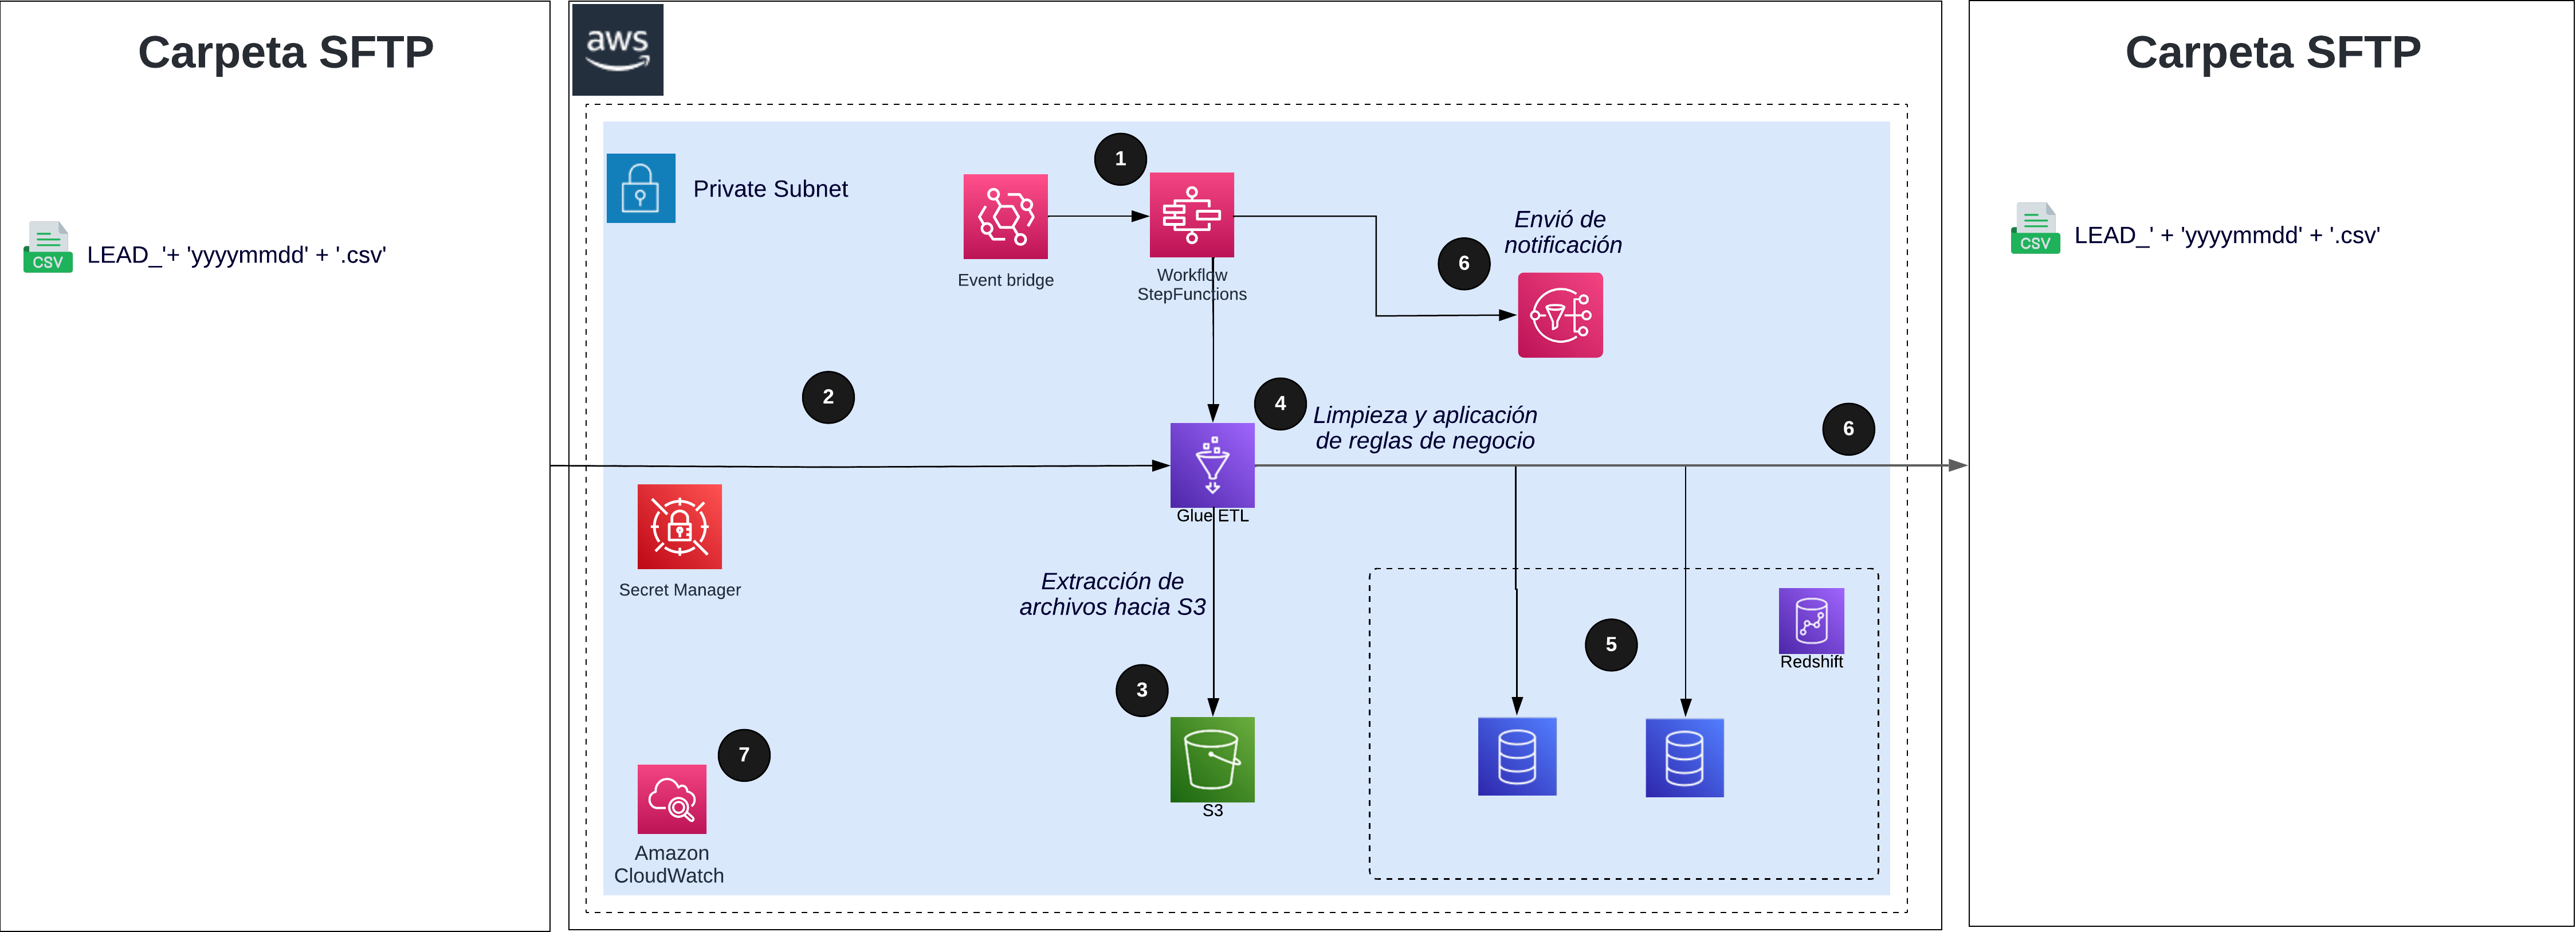 Carpeta SFTP
CSV
LEAD_'+ 'yyyymmdd' + '.csv'
aws
Private Subnet
Event bridge
1
Workflow
StepFunctions
Envió de
notificación
6
2
4
Limpieza y aplicación
de reglas de negocio
6
Glue ETL
Secret Manager
Extracción de
archivos hacia S3
3
S3
5
Redshift
7
Amazon
CloudWatch
Carpeta SFTP
CSV
LEAD_' + 'yyyymmdd' + '.csv'